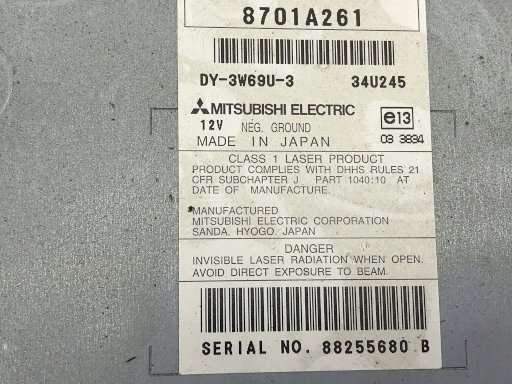 8701A261
DY-3W69U-3 34U245
MITSUBISHI ELECTRIC e13
12V NEG. GROUND
MADE IN JAPAN 03 3834
CLASS 1 LASER PRODUCT
PRODUCT COMPLIES WITH DHHS RULES 21
CFR SUBCHAPTER J PART 1040:10 AT
DATE OF MANUFACTURE.
MANUFACTURED
MITSUBISHI ELECTRIC CORPORATION
SANDA. HYOGO. JAPAN
DANGER
INVISIBLE LASER RADIATION WHEN OPEN.
AVOID DIRECT EXPOSURE TO BEAM.
SERIAL NO. 88255680 B